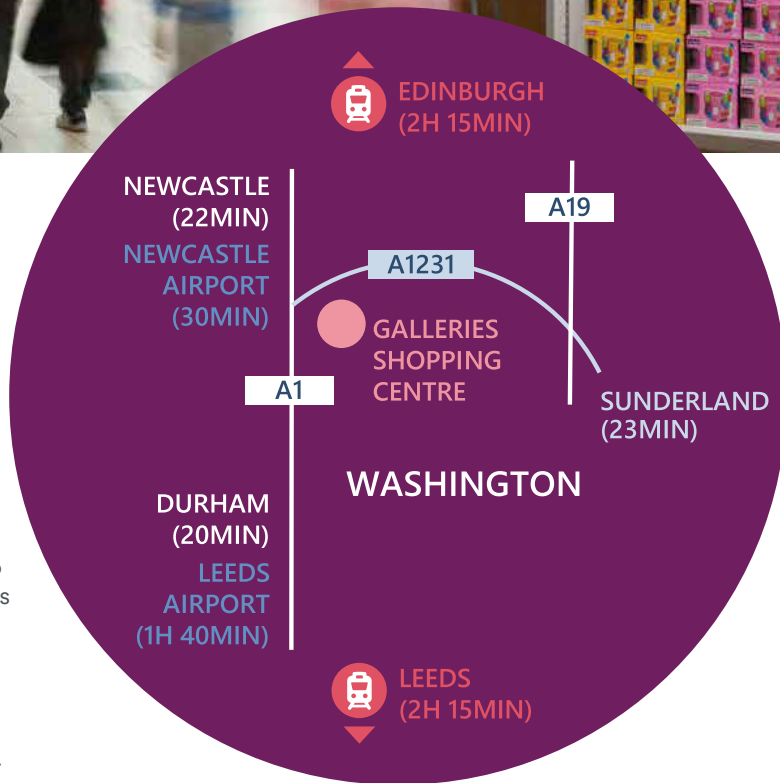 EDINBURGH
(2H 15MIN)
NEWCASTLE
(22MIN)
NEWCASTLE
AIRPORT
(30MIN)
A19
A1231
GALLERIES
SHOPPING
CENTRE
A1
SUNDERLAND
(23MIN)
WASHINGTON
DURHAM
(20MIN)
LEEDS
AIRPORT
(1H 40MIN)
LEEDS
(2H 15MIN)